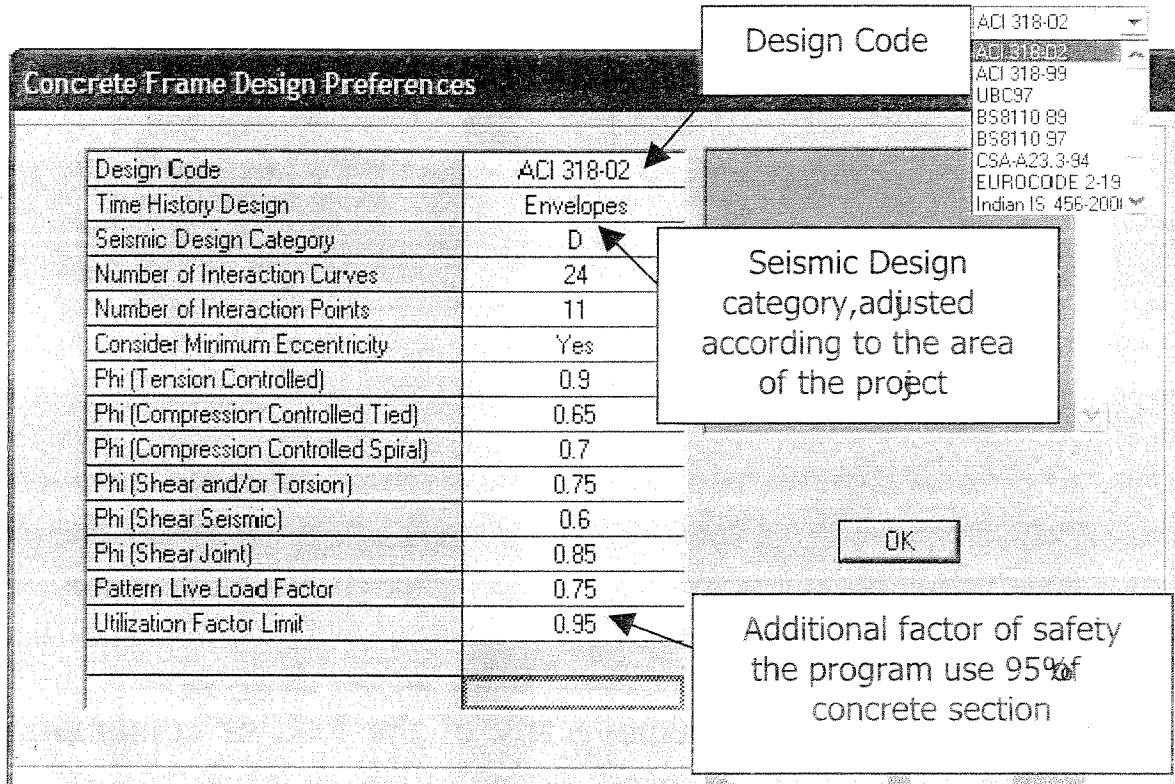 Design Code
ACI 318-02
ACI 318-02
ACI 318-99
UBC97
BS8110 89
BS8110 97
CSA-A23.3-94
EUROCODE 2-19
Indian IS 456-200
Concrete Frame Design Preferences
Design Code ACI 318-02
Time History Design Envelopes
Seismic Design Category D
Number of Interaction Curves 24
Number of Interaction Points 11
Consider Minimum Eccentricity Yes
Phi (Tension Controlled) 0.9
Phi (Compression Controlled Tied) 0.65
Phi (Compression Controlled Spiral) 0.7
Phi (Shear and/or Torsion) 0.75
Phi (Shear Seismic) 0.6
Phi (Shear Joint) 0.85
Pattern Live Load Factor 0.75
Utilization Factor Limit 0.95
Seismic Design
category,adjusted
according to the area
of the project
OK
Additional factor of safety
the program use 95%of
concrete section